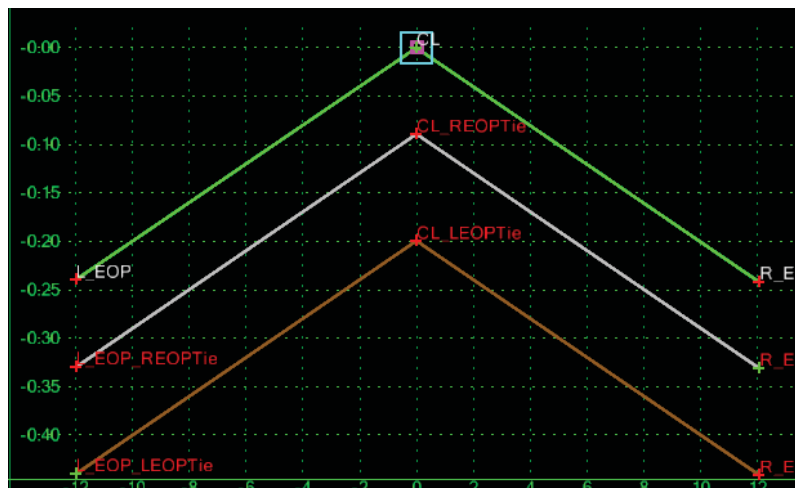 -0.00
CL
-0.05
CL_REOPTie
-0.10
-0.15
-0.20
CL_LEOPTie
L_EOP
R_E
-0.25
-0.30
L_EOP_REOPTie
R_E
-0.35
-0.40
L_EOP_LEOPTie
R_E
-12 -10 -8 -6 -4 -2 0 2 4 6 8 10 12